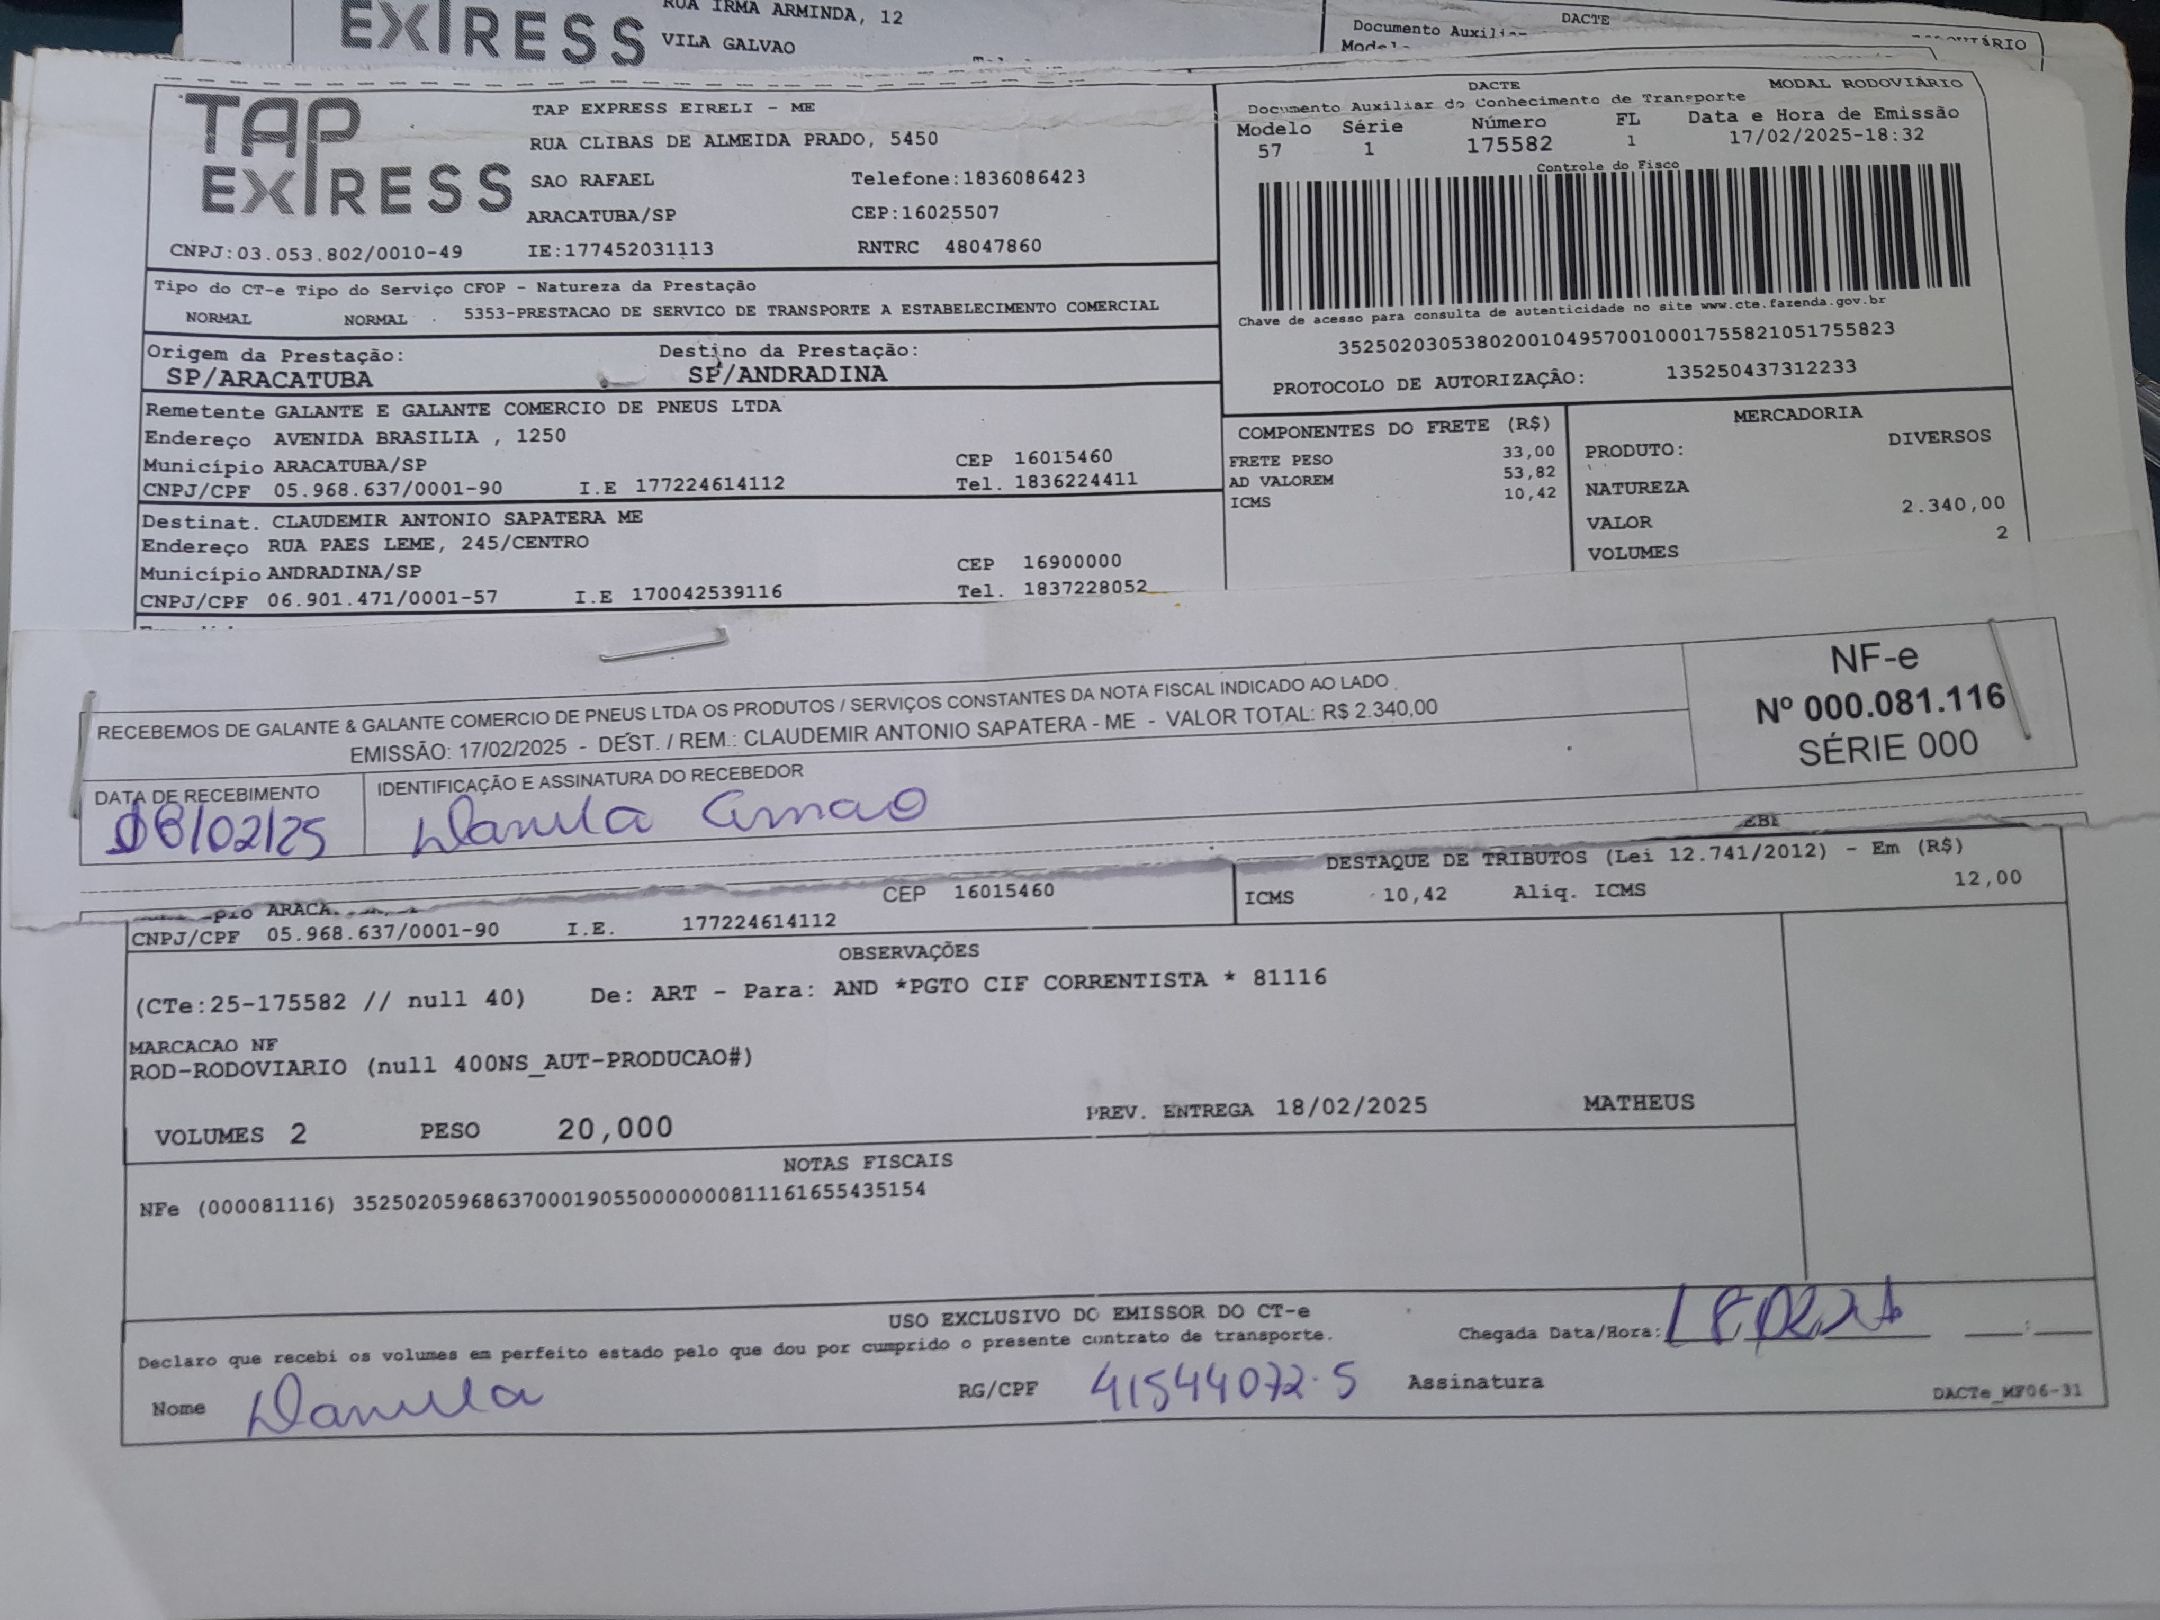 EXPRESS
RUA IRMA ARMINDA, 12
VILA GALVAO
DACTE
Documento
TAP
EXPRESS
TAP EXPRESS EIRELI - ME
RUA CLIBAS DE ALMEIDA PRADO, 5450
SAO RAFAEL Telefone:1836086423
ARACATUBA/SP CEP:16025507
CNPJ:03.053.802/0010-49 IE:177452031113 RNTRC 48047860
DACTE MODAL RODOVIÁRIO
Documento Auxiliar do Conhecimento de Transporte
Modelo Série Número FL Data e Hora de Emissão
57 1 175582 1 17/02/2025-18:32
Controle do Fisco
Chave de acesso para consulta de autenticidade no site www.cte.fazenda.gov.br
35250203053802001049570010001755821051755823
PROTOCOLO DE AUTORIZAÇÃO: 135250437312233
Tipo do CT-e Tipo do Serviço CFOP - Natureza da Prestação
NORMAL NORMAL 5353-PRESTACAO DE SERVICO DE TRANSPORTE A ESTABELECIMENTO COMERCIAL
Origem da Prestação: Destino da Prestação:
SP/ARACATUBA SP/ANDRADINA
Remetente GALANTE E GALANTE COMERCIO DE PNEUS LTDA
Endereço AVENIDA BRASILIA , 1250
Município ARACATUBA/SP CEP 16015460
CNPJ/CPF 05.968.637/0001-90 I.E 177224614112 Tel. 1836224411
Destinat. CLAUDEMIR ANTONIO SAPATERA ME
Endereço RUA PAES LEME, 245/CENTRO
Município ANDRADINA/SP CEP 16900000
CNPJ/CPF 06.901.471/0001-57 I.E 170042539116 Tel. 1837228052
COMPONENTES DO FRETE (R$)
FRETE PESO 33,00
AD VALOREM 53,82
ICMS 10,42
MERCADORIA
PRODUTO: DIVERSOS
NATUREZA
VALOR 2.340,00
VOLUMES 2
RECEBEMOS DE GALANTE & GALANTE COMERCIO DE PNEUS LTDA OS PRODUTOS / SERVIÇOS CONSTANTES DA NOTA FISCAL INDICADO AO LADO
EMISSÃO: 17/02/2025 - DEST. / REM.: CLAUDEMIR ANTONIO SAPATERA - ME - VALOR TOTAL: R$ 2.340,00
NF-e
Nº 000.081.116
SÉRIE 000
DATA DE RECEBIMENTO IDENTIFICAÇÃO E ASSINATURA DO RECEBEDOR
18/02/25 Danila
CEP 16015460
CNPJ/CPF 05.968.637/0001-90 I.E. 177224614112
DESTAQUE DE TRIBUTOS (Lei 12.741/2012) - Em (R$)
ICMS 10,42 Aliq. ICMS 12,00
OBSERVAÇÕES
(CTe:25-175582 // null 40) De: ART - Para: AND *PGTO CIF CORRENTISTA * 81116
MARCACAO NF
ROD-RODOVIARIO (null 400NS_AUT-PRODUCAO#)
VOLUMES 2 PESO 20,000 PREV. ENTREGA 18/02/2025 MATHEUS
NOTAS FISCAIS
NFe (000081116) 35250205968637000190550000000811161655435154
USO EXCLUSIVO DO EMISSOR DO CT-e
Declaro que recebi os volumes em perfeito estado pelo que dou por cumprido o presente contrato de transporte. Chegada Data/Hora:
Nome Danila RG/CPF 41544072-5 Assinatura
DACTe_MF06-31